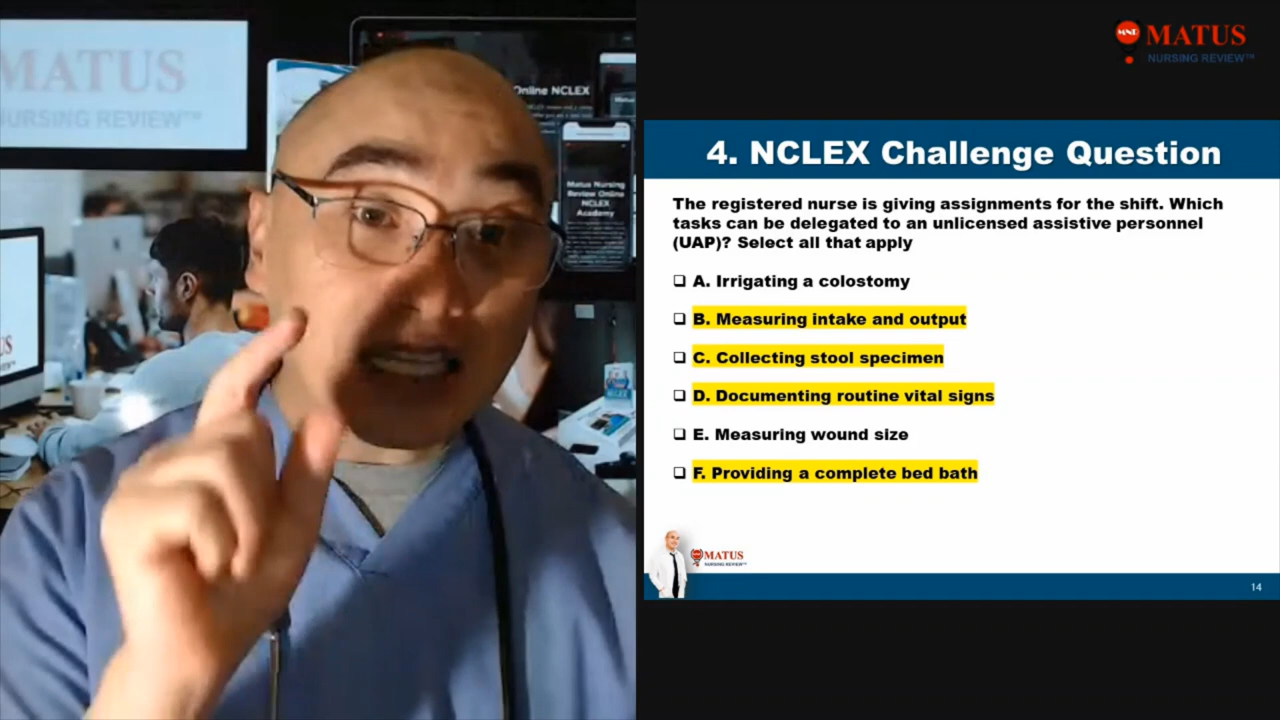 MATUS
NURSING REVIEW™
Online NCLEX
Matus Nursing
Review Online
NCLEX
Academy
NCLEX
MNR MATUS
NURSING REVIEW™
4. NCLEX Challenge Question
The registered nurse is giving assignments for the shift. Which
tasks can be delegated to an unlicensed assistive personnel
(UAP)? Select all that apply
❑ A. Irrigating a colostomy
❑ B. Measuring intake and output
❑ C. Collecting stool specimen
❑ D. Documenting routine vital signs
❑ E. Measuring wound size
❑ F. Providing a complete bed bath
MATUS
NURSING REVIEW™
14